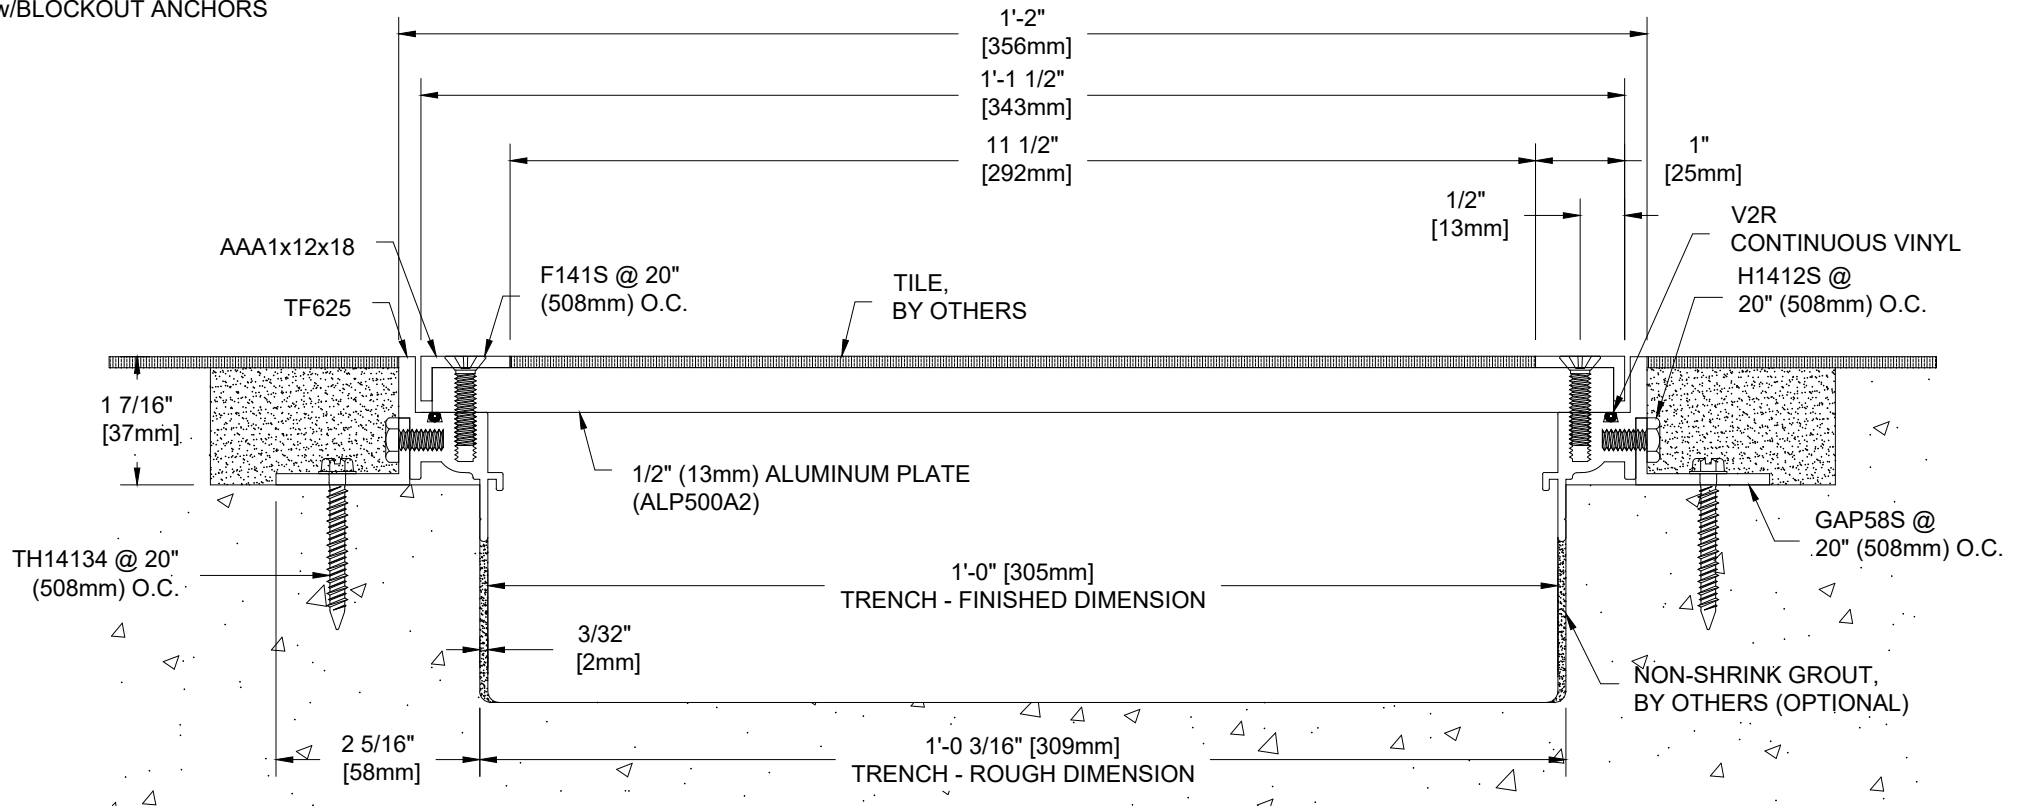 w/BLOCKOUT ANCHORS
1'-2"
[356mm]
1'-1 1/2"
[343mm]
11 1/2"
[292mm]
1"
[25mm]
1/2"
[13mm]
V2R
CONTINUOUS VINYL
H1412S @
20" (508mm) O.C.
AAA1x12x18
F141S @ 20"
(508mm) O.C.
TILE,
BY OTHERS
TF625
1 7/16"
[37mm]
1/2" (13mm) ALUMINUM PLATE
(ALP500A2)
GAP58S @
20" (508mm) O.C.
TH14134 @ 20"
(508mm) O.C.
1'-0" [305mm]
TRENCH - FINISHED DIMENSION
3/32"
[2mm]
NON-SHRINK GROUT,
BY OTHERS (OPTIONAL)
2 5/16"
[58mm]
1'-0 3/16" [309mm]
TRENCH - ROUGH DIMENSION